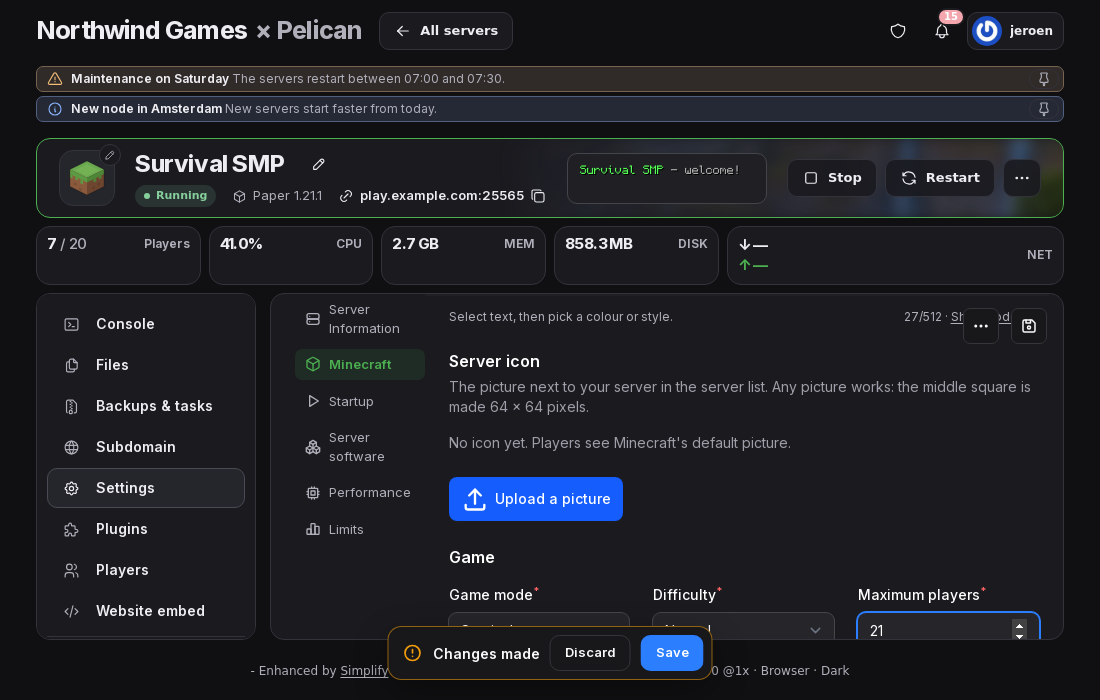 Northwind Games × Pelican
All servers
15
jeroen
Maintenance on Saturday The servers restart between 07:00 and 07:30.
New node in Amsterdam New servers start faster from today.
Survival SMP
Running
Paper 1.21.1
play.example.com:25565
Survival SMP — welcome!
Stop
Restart
7 / 20 Players
41.0% CPU
2.7 GB MEM
858.3 MB DISK
↓—
↑—
NET
Console
Files
Backups & tasks
Subdomain
Settings
Plugins
Players
Website embed
Server
Information
Minecraft
Startup
Server
software
Performance
Limits
Select text, then pick a colour or style.
27/512 ·
Server icon
The picture next to your server in the server list. Any picture works: the middle square is
made 64 × 64 pixels.
No icon yet. Players see Minecraft's default picture.
Upload a picture
Game
Game mode* Difficulty* Maximum players*
21
Changes made
Discard
Save
- Enhanced by Simplify
0 @1x · Browser · Dark